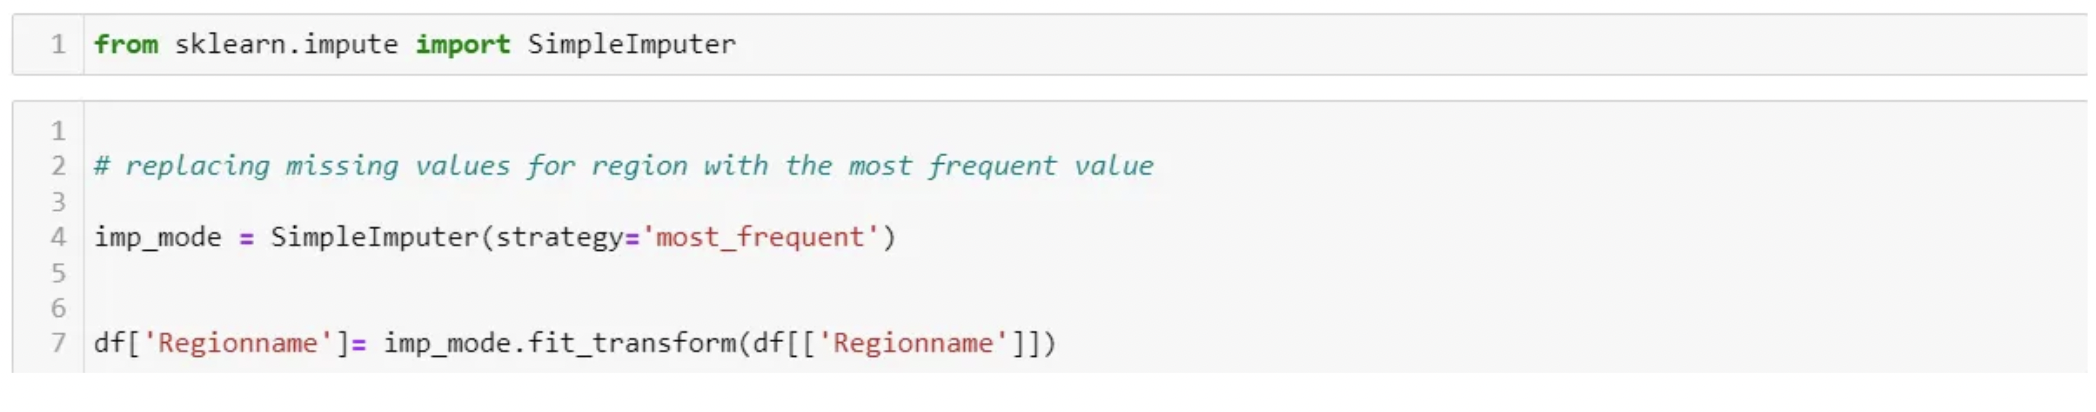 1 from sklearn.impute import SimpleImputer
1
2 # replacing missing values for region with the most frequent value
3
4 imp_mode = SimpleImputer(strategy='most_frequent')
5
6
7 df['Regionname']= imp_mode.fit_transform(df[['Regionname']])